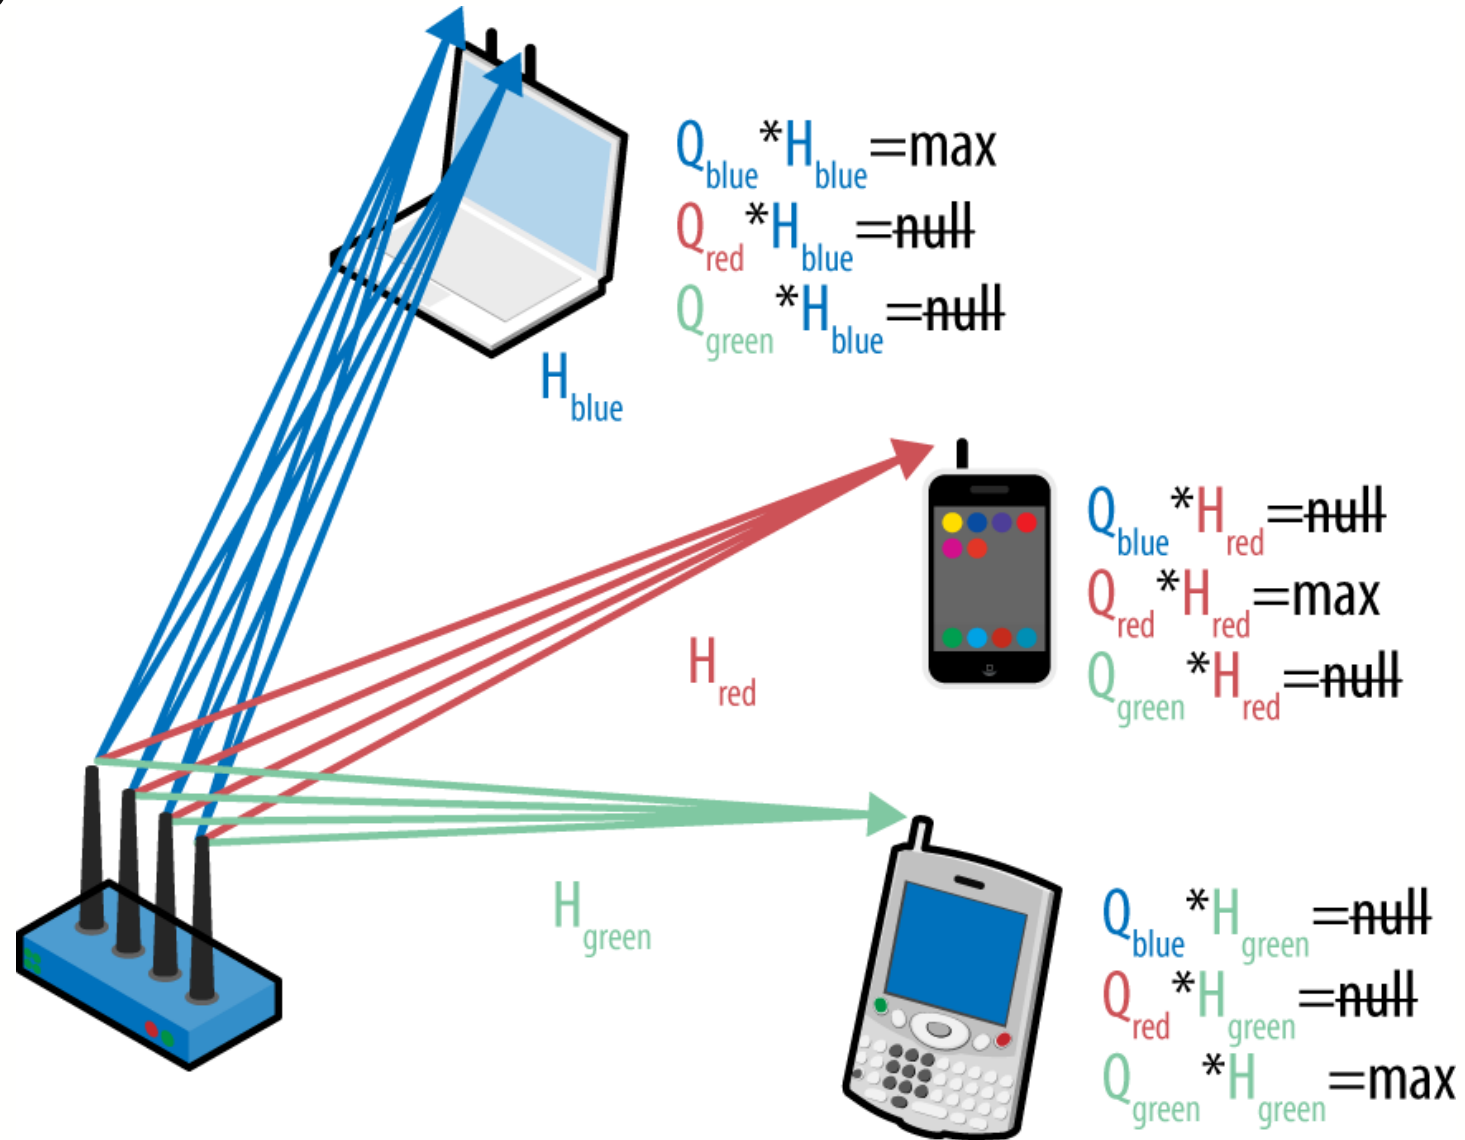 Q_blue*H_blue=max
Q_red*H_blue=null
Q_green*H_blue=null
H_blue
Q_blue*H_red=null
Q_red*H_red=max
Q_green*H_red=null
H_red
H_green
Q_blue*H_green=null
Q_red*H_green=null
Q_green*H_green=max